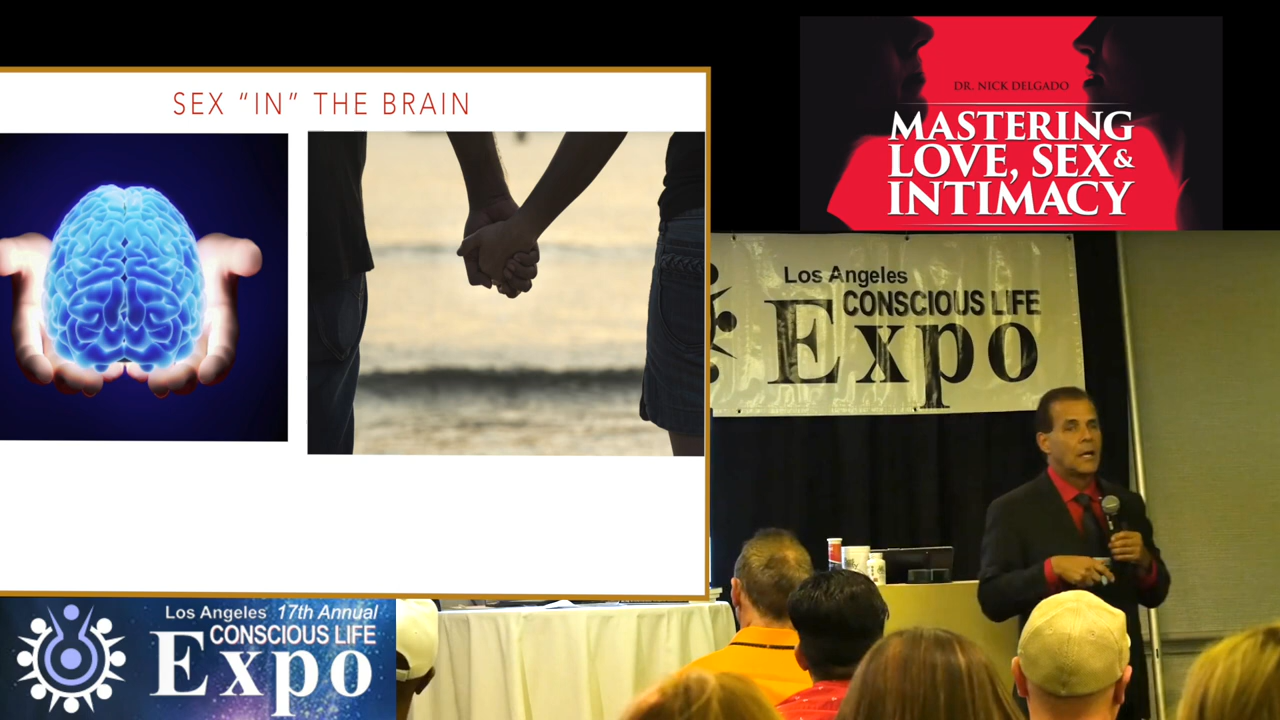 SEX “IN” THE BRAIN
DR. NICK DELGADO
MASTERING
LOVE, SEX &
INTIMACY
Los Angeles
CONSCIOUS LIFE
Expo
Los Angeles 17th Annual
CONSCIOUS LIFE
Expo